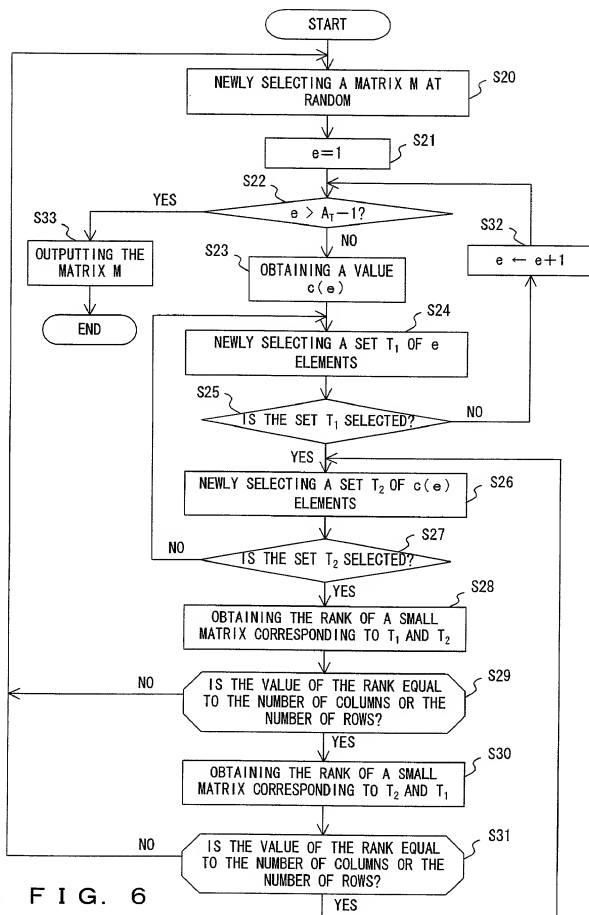 START
S20
NEWLY SELECTING A MATRIX M AT
RANDOM
S21
e=1
S22
YES
e > A_T−1?
S33
OUTPUTTING THE
MATRIX M
END
NO
S23
OBTAINING A VALUE
c(e)
S32
e ← e+1
S24
NEWLY SELECTING A SET T₁ OF e
ELEMENTS
S25
IS THE SET T₁ SELECTED?
NO
YES
NEWLY SELECTING A SET T₂ OF c(e)
ELEMENTS
S26
S27
NO
IS THE SET T₂ SELECTED?
YES
S28
OBTAINING THE RANK OF A SMALL
MATRIX CORRESPONDING TO T₁ AND T₂
NO
IS THE VALUE OF THE RANK EQUAL
TO THE NUMBER OF COLUMNS OR THE
NUMBER OF ROWS?
S29
YES
S30
OBTAINING THE RANK OF A SMALL
MATRIX CORRESPONDING TO T₂ AND T₁
NO
IS THE VALUE OF THE RANK EQUAL
TO THE NUMBER OF COLUMNS OR THE
NUMBER OF ROWS?
S31
YES
FIG. 6